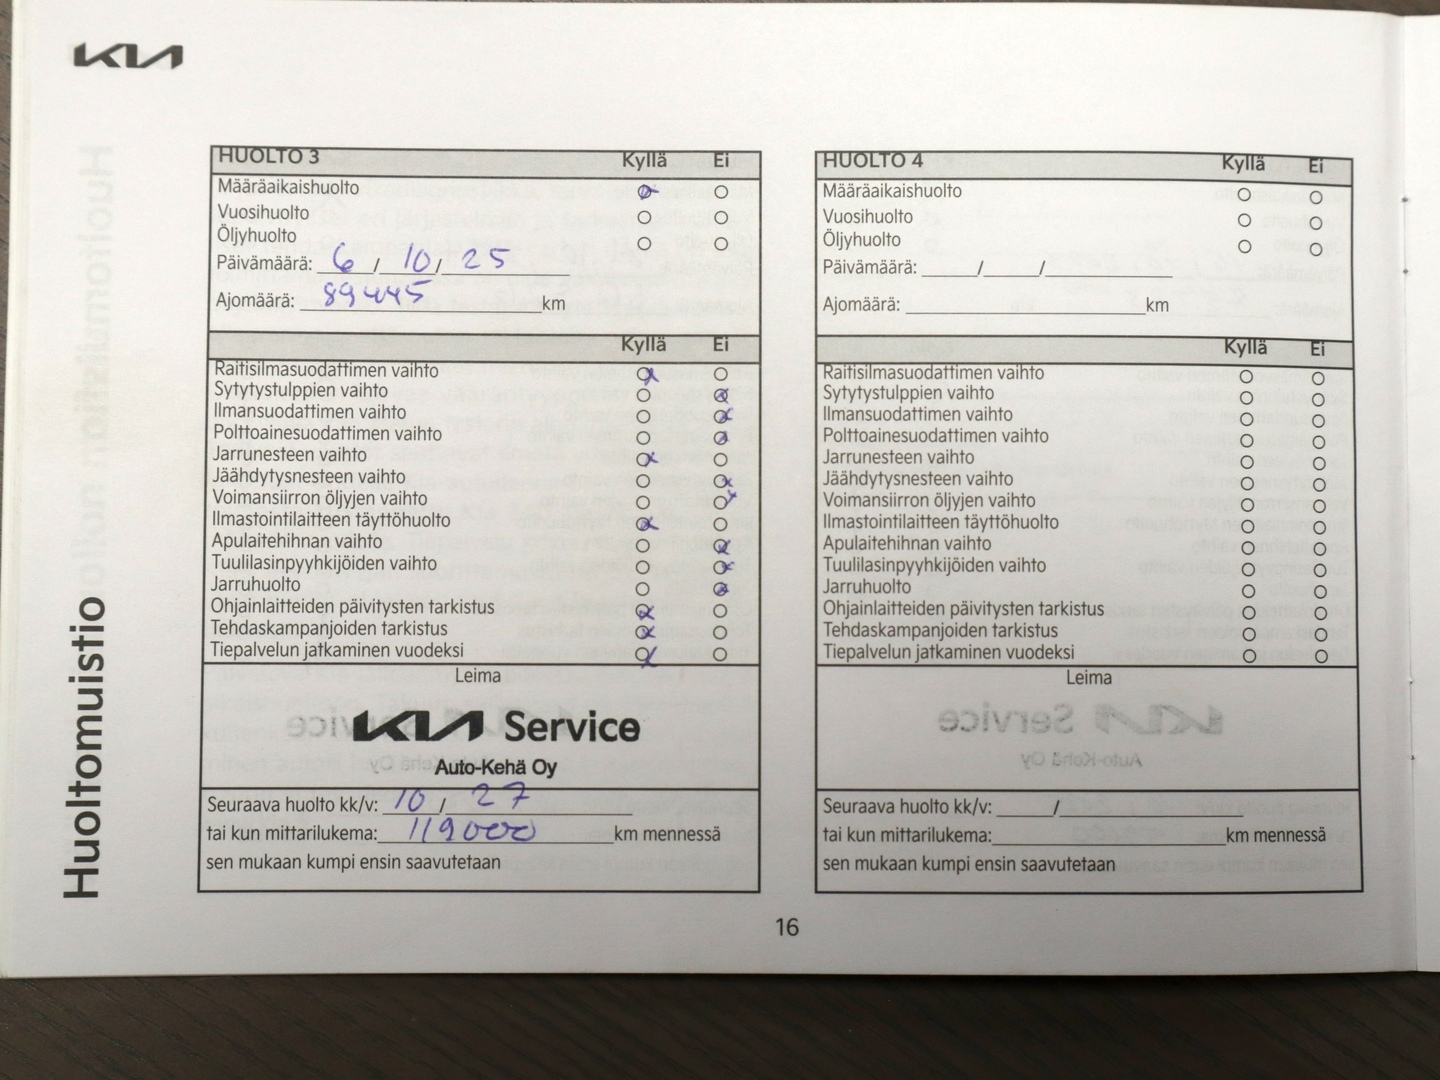 KIA
Huoltomuistio
HUOLTO 3 Kyllä Ei
Määräaikaishuolto x
Vuosihuolto
Öljyhuolto
Päivämäärä: 6 / 10 / 25
Ajomäärä: 89445 km
Kyllä Ei
Raitisilmasuodattimen vaihto x
Sytytystulppien vaihto x
Ilmansuodattimen vaihto x
Polttoainesuodattimen vaihto x
Jarrunesteen vaihto x
Jäähdytysnesteen vaihto x
Voimansiirron öljyjen vaihto x
Ilmastointilaitteen täyttöhuolto x
Apulaitehihnan vaihto x
Tuulilasinpyyhkijöiden vaihto x
Jarruhuolto x
Ohjainlaitteiden päivitysten tarkistus x
Tehdaskampanjoiden tarkistus x
Tiepalvelun jatkaminen vuodeksi x
Leima
KIA Service
Auto-Kehä Oy
Seuraava huolto kk/v: 10 / 27
tai kun mittarilukema: 119000 km mennessä
sen mukaan kumpi ensin saavutetaan
HUOLTO 4 Kyllä Ei
Määräaikaishuolto
Vuosihuolto
Öljyhuolto
Päivämäärä: / /
Ajomäärä: km
Kyllä Ei
Raitisilmasuodattimen vaihto
Sytytystulppien vaihto
Ilmansuodattimen vaihto
Polttoainesuodattimen vaihto
Jarrunesteen vaihto
Jäähdytysnesteen vaihto
Voimansiirron öljyjen vaihto
Ilmastointilaitteen täyttöhuolto
Apulaitehihnan vaihto
Tuulilasinpyyhkijöiden vaihto
Jarruhuolto
Ohjainlaitteiden päivitysten tarkistus
Tehdaskampanjoiden tarkistus
Tiepalvelun jatkaminen vuodeksi
Leima
Seuraava huolto kk/v: /
tai kun mittarilukema: km mennessä
sen mukaan kumpi ensin saavutetaan
16